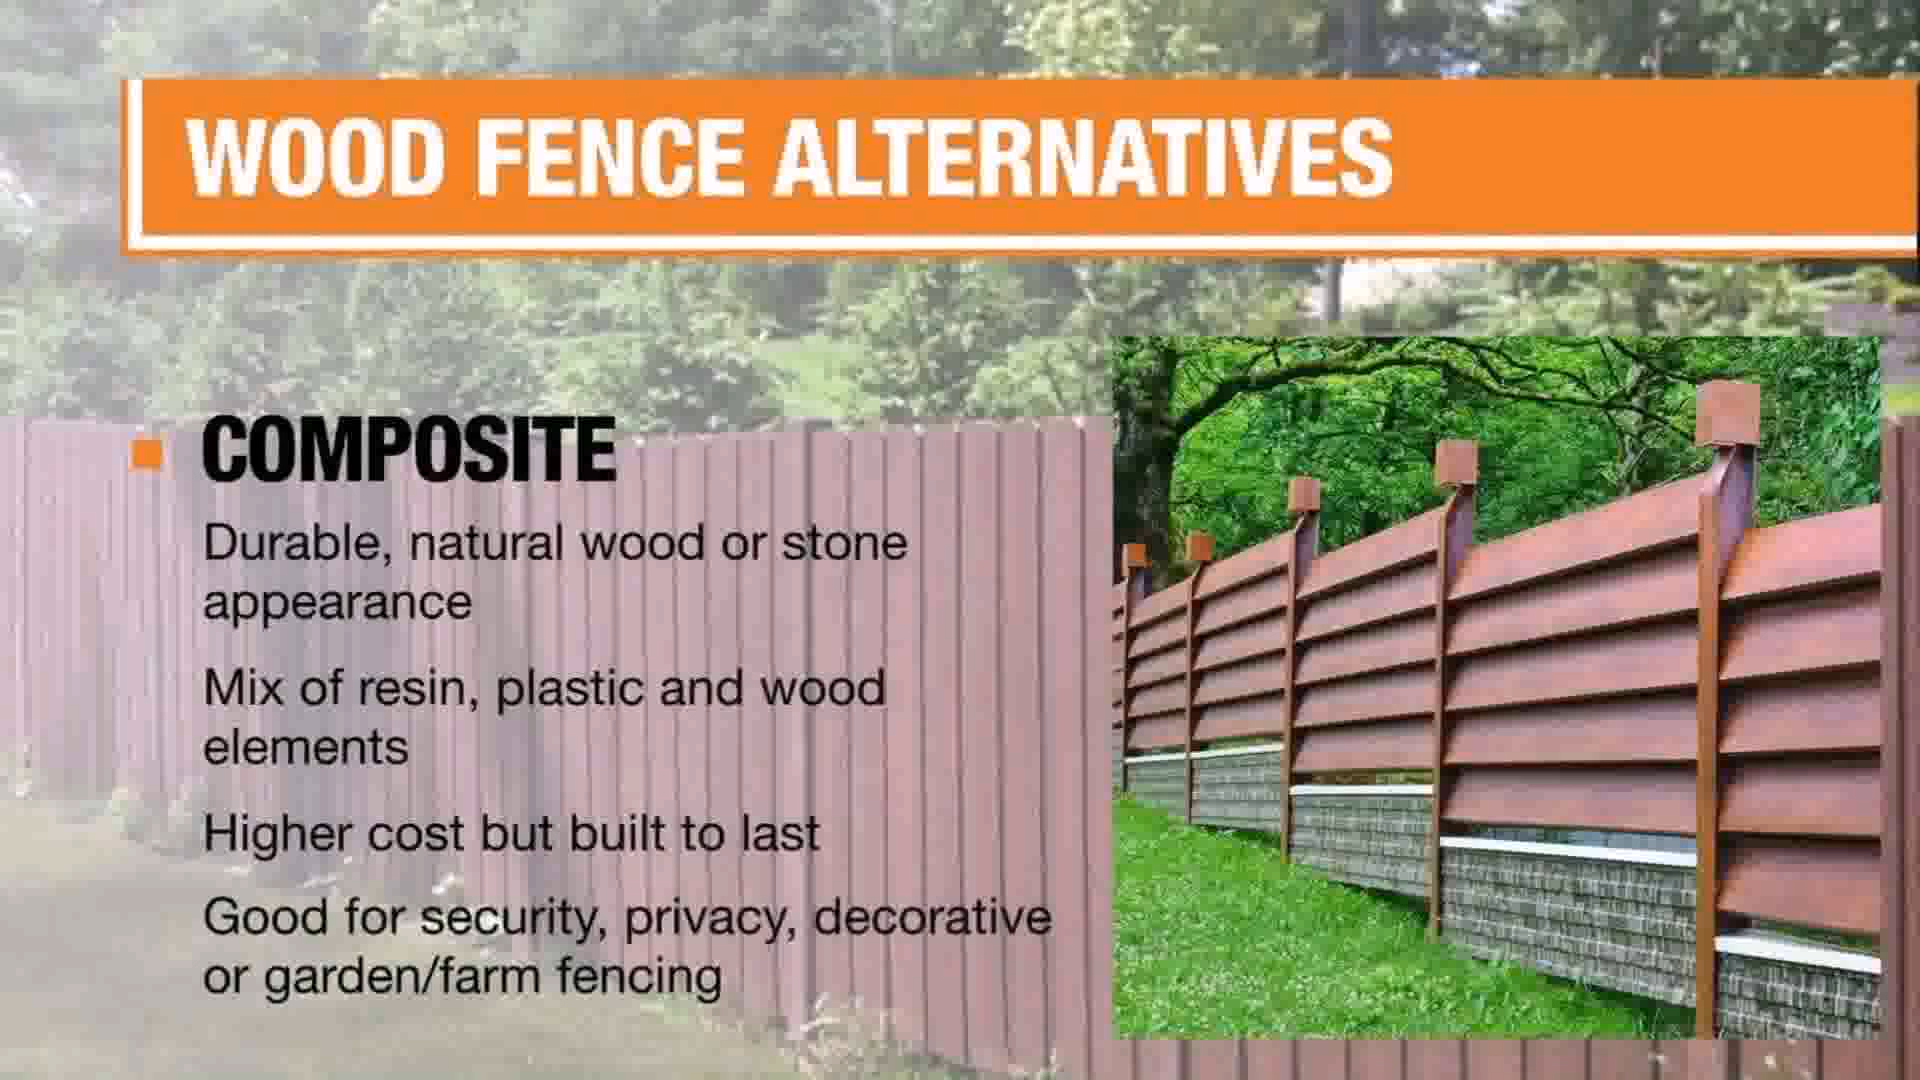 WOOD FENCE ALTERNATIVES
COMPOSITE
Durable, natural wood or stone
appearance
Mix of resin, plastic and wood
elements
Higher cost but built to last
Good for security, privacy, decorative
or garden/farm fencing